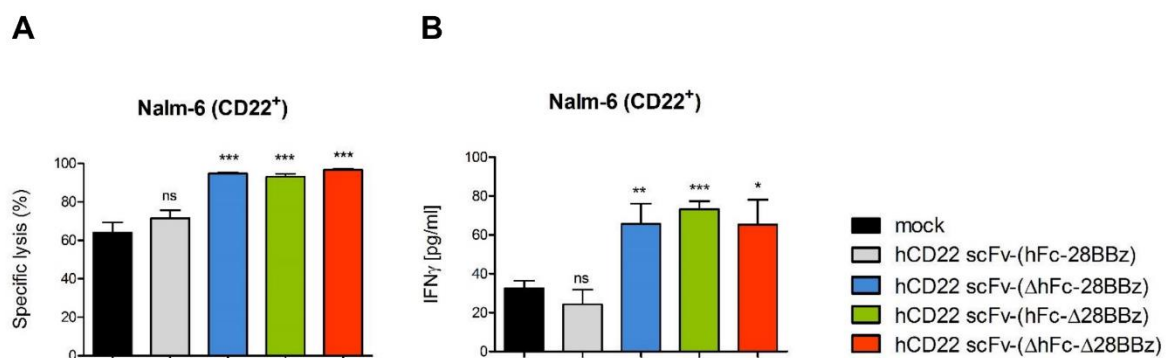 A
B
Nalm-6 (CD22⁺)
Nalm-6 (CD22⁺)
Specific lysis (%)
100
80
60
40
20
0
ns
***
***
***
IFNγ [pg/ml]
100
80
60
40
20
0
ns
**
***
*
mock
hCD22 scFv-(hFc-28BBz)
hCD22 scFv-(ΔhFc-28BBz)
hCD22 scFv-(hFc-Δ28BBz)
hCD22 scFv-(ΔhFc-Δ28BBz)